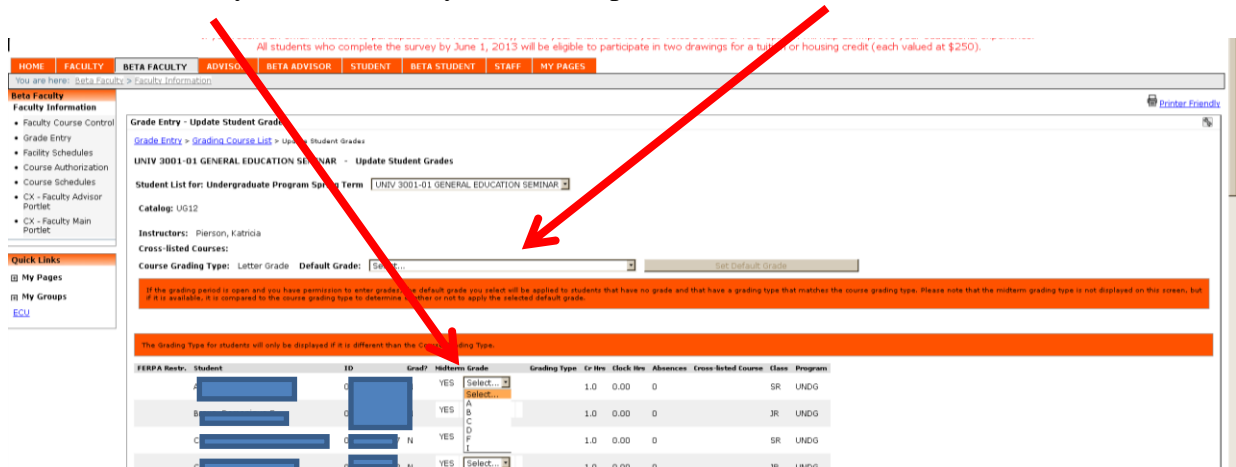 All students who complete the survey by June 1, 2013 will be eligible to participate in two drawings for a tuition or housing credit (each valued at $250).
HOME FACULTY BETA FACULTY ADVISOR BETA ADVISOR STUDENT BETA STUDENT STAFF MY PAGES
You are here: Beta Faculty > Faculty Information
Beta Faculty
Faculty Information
• Faculty Course Control
• Grade Entry
• Facility Schedules
• Course Authorization
• Course Schedules
• CX - Faculty Advisor Portlet
• CX - Faculty Main Portlet
Quick Links
My Pages
My Groups
ECU
Printer Friendly
Grade Entry - Update Student Grades
Grade Entry > Grading Course List > Update Student Grades
UNIV 3001-01 GENERAL EDUCATION SEMINAR - Update Student Grades
Student List for: Undergraduate Program Spring Term UNIV 3001-01 GENERAL EDUCATION SEMINAR
Catalog: UG12
Instructors: Pierson, Katricia
Cross-listed Courses:
Course Grading Type: Letter Grade Default Grade: Select... Set Default Grade
If the grading period is open and you have permission to enter grades, the default grade you select will be applied to students that have no grade and that have a grading type that matches the course grading type. Please note that the midterm grading type is not displayed on this screen, but
if it is available, it is compared to the course grading type to determine whether or not to apply the selected default grade.
The Grading Type for students will only be displayed if it is different than the Course Grading Type.
FERPA Restr. Student ID Grad? Midterm Grade Grading Type Cr Hrs Clock Hrs Absences Cross-listed Course Class Program
YES Select... 1.0 0.00 0 SR UNDG
Select...
A
B
C
D
F
I
YES 1.0 0.00 0 JR UNDG
C N YES 1.0 0.00 0 SR UNDG
N YES Select... 1.0 0.00 0 UNDG